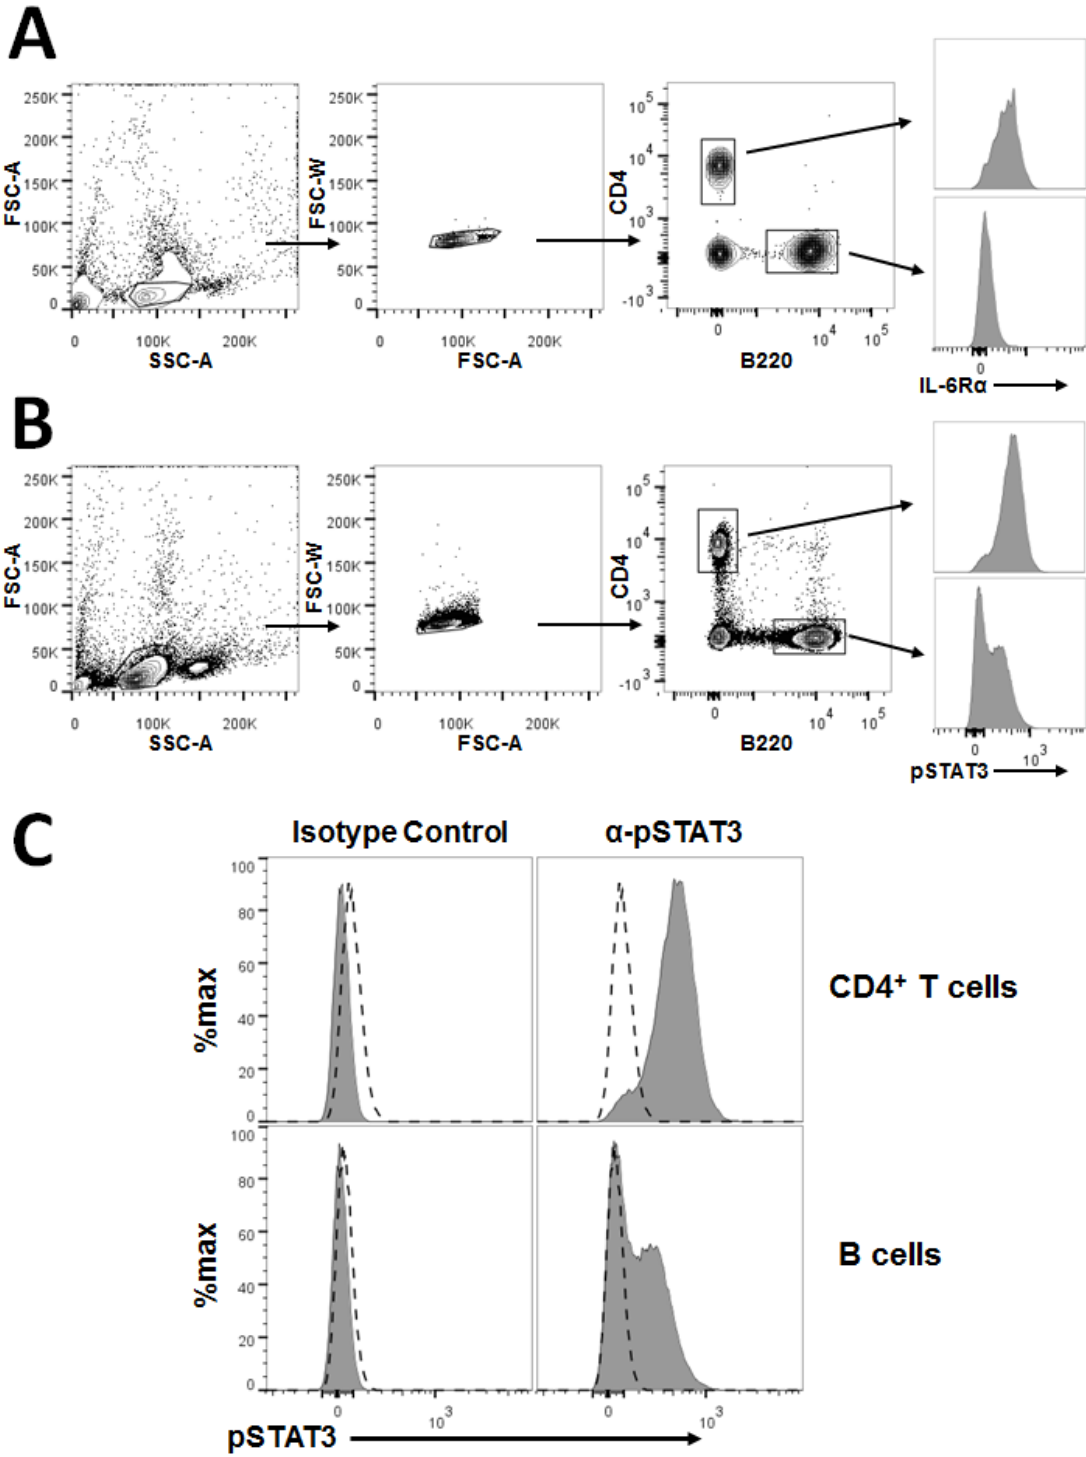 A
250K
200K
150K
100K
50K
0
FSC-A
0 100K 200K
SSC-A
250K
200K
150K
100K
50K
0
FSC-W
0 100K 200K
FSC-A
10^5
10^4
10^3
-10^3
CD4
0 10^4 10^5
B220
0
IL-6Rα
B
250K
200K
150K
100K
50K
0
FSC-A
0 100K 200K
SSC-A
250K
200K
150K
100K
50K
0
FSC-W
0 100K 200K
FSC-A
10^5
10^4
10^3
-10^3
CD4
0 10^4 10^5
B220
0 10^3
pSTAT3
C
Isotype Control α-pSTAT3
100
80
60
40
20
0
%max
CD4⁺ T cells
100
80
60
40
20
0
%max
B cells
0 10^3 0 10^3
pSTAT3